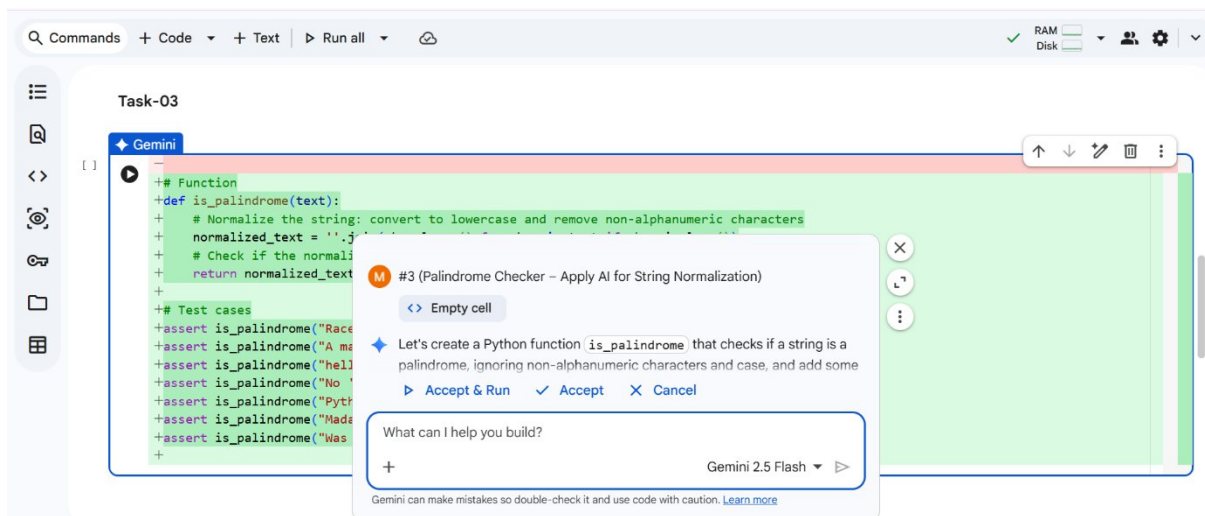 Commands + Code + Text Run all
RAM
Disk
Task-03
Gemini
[ ]
−
+# Function
+def is_palindrome(text):
+ # Normalize the string: convert to lowercase and remove non-alphanumeric characters
+ normalized_text = ''.j
+ # Check if the normali
+ return normalized_text
+
+# Test cases
+assert is_palindrome("Race
+assert is_palindrome("A ma
+assert is_palindrome("hell
+assert is_palindrome("No '
+assert is_palindrome("Pyth
+assert is_palindrome("Mada
+assert is_palindrome("Was
+
M #3 (Palindrome Checker – Apply AI for String Normalization)
<> Empty cell
Let's create a Python function is_palindrome that checks if a string is a
palindrome, ignoring non-alphanumeric characters and case, and add some
Accept & Run Accept Cancel
What can I help you build?
+ Gemini 2.5 Flash
Gemini can make mistakes so double-check it and use code with caution. Learn more